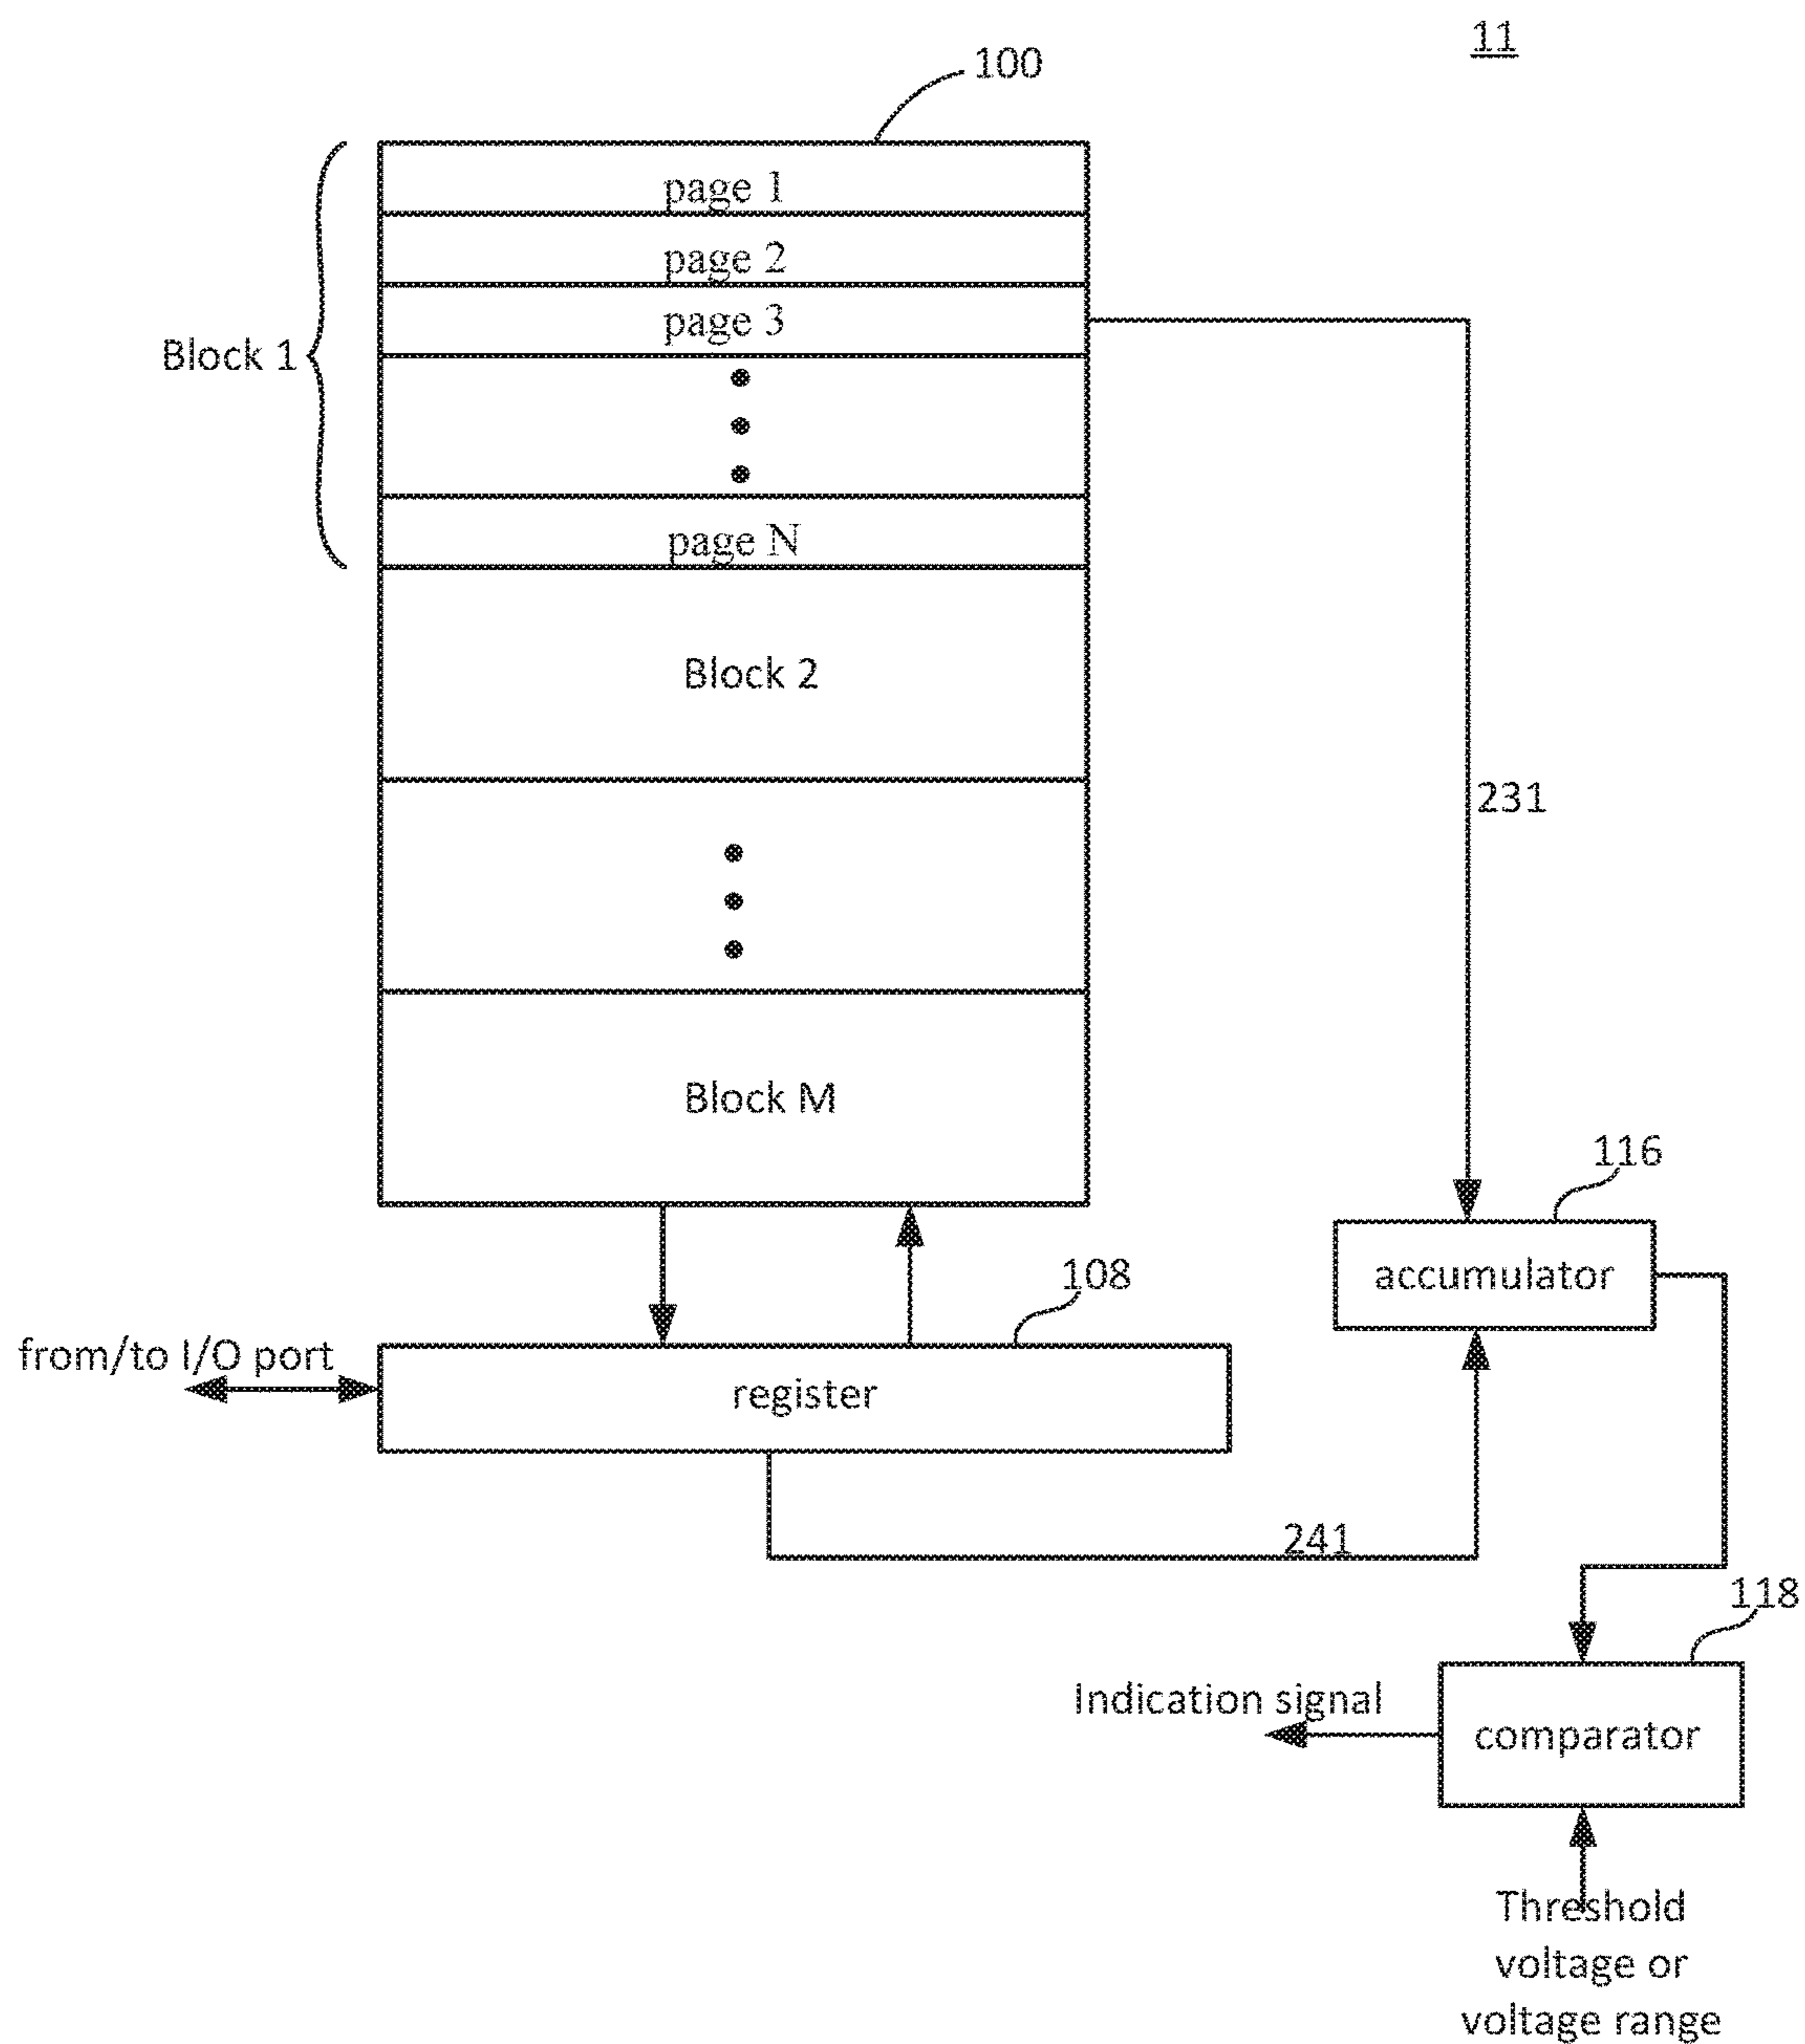 11
100
page 1
page 2
page 3
Block 1
page N
Block 2
231
Block M
116
accumulator
108
from/to I/O port
register
241
118
Indication signal
comparator
Threshold
voltage or
voltage range